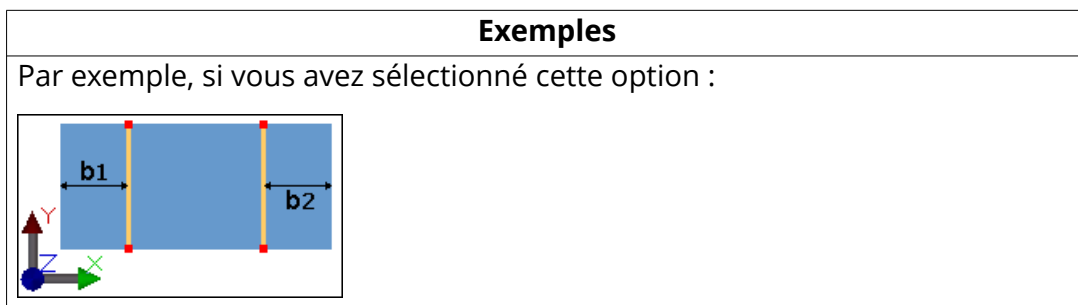 Exemples
Par exemple, si vous avez sélectionné cette option :
b1
b2
Y
Z X